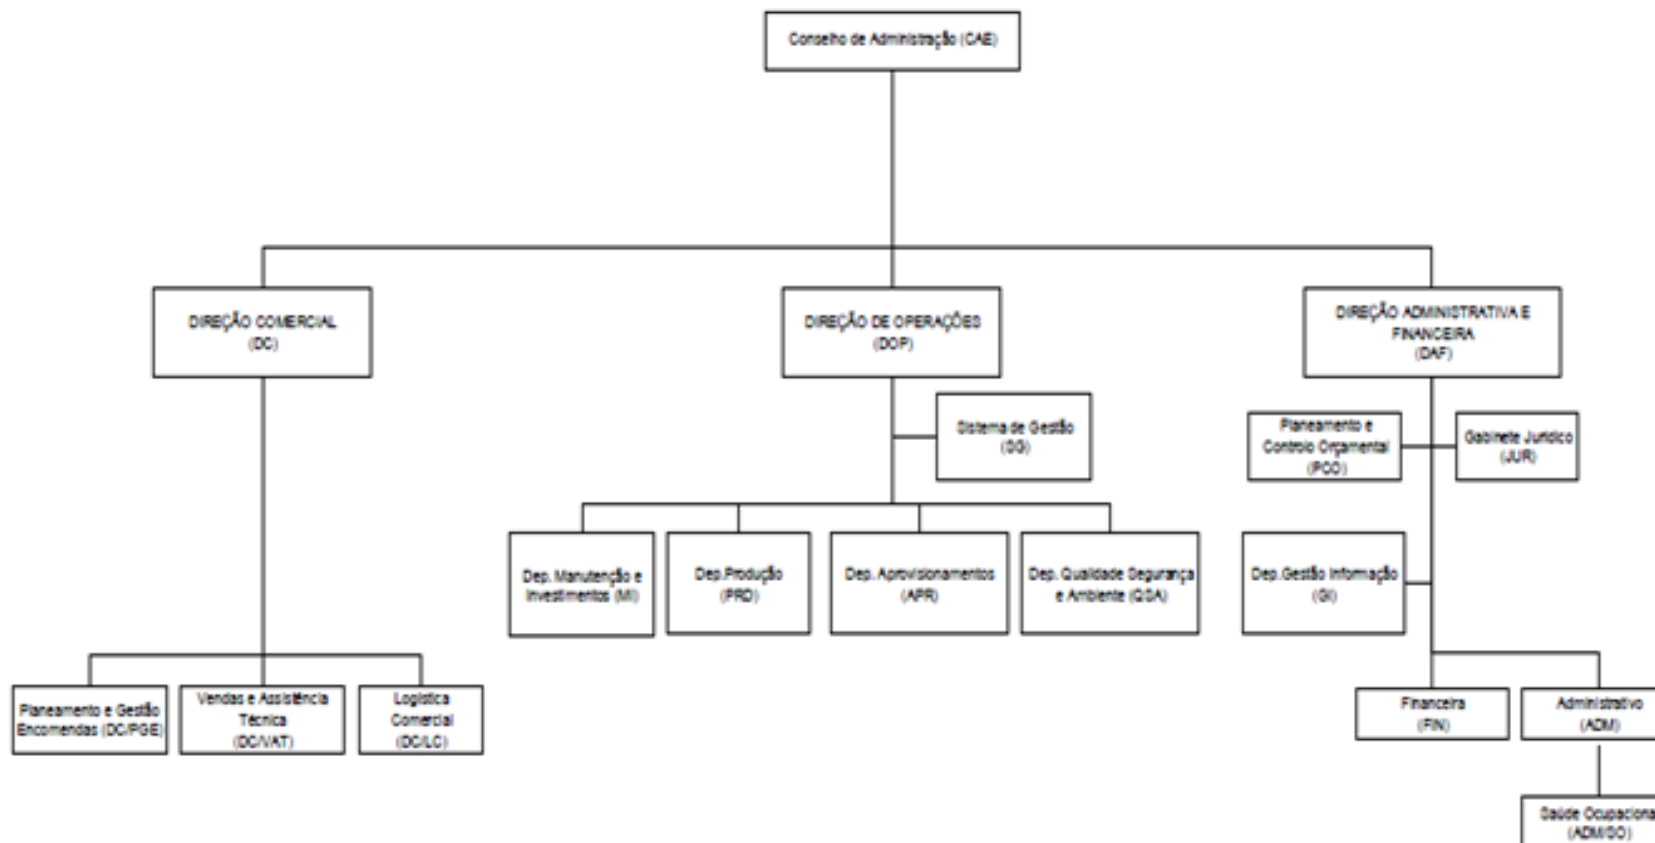 Conselho de Administração (CAE)
DIREÇÃO COMERCIAL
(DC)
DIREÇÃO DE OPERAÇÕES
(DOP)
DIREÇÃO ADMINISTRATIVA E
FINANCEIRA
(DAF)
Sistema de Gestão
(SG)
Planeamento e
Controlo Orçamental
(PCO)
Gabinete Jurídico
(JUR)
Dep. Manutenção e
Investimentos (MI)
Dep.Produção
(PRD)
Dep. Aprovisionamentos
(APR)
Dep. Qualidade Segurança
e Ambiente (QSA)
Dep.Gestão Informação
(GI)
Planeamento e Gestão
Encomendas (DC/PGE)
Vendas e Assistência
Técnica
(DC/VAT)
Logística
Comercial
(DC/LC)
Financeira
(FIN)
Administrativo
(ADM)
Saúde Ocupaciona
(ADM/SO)